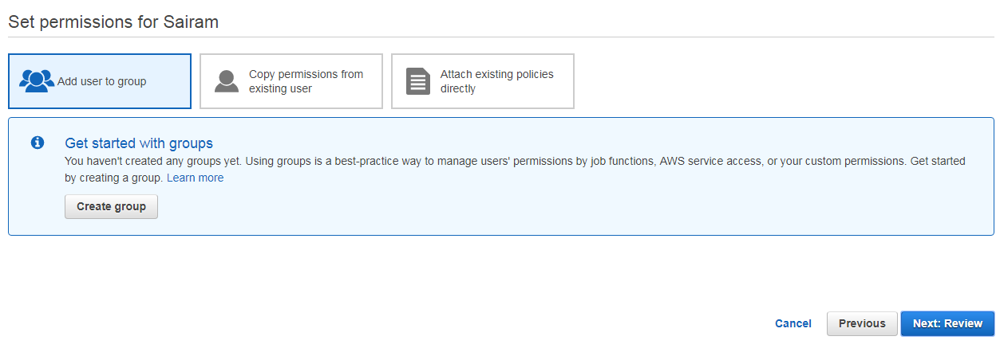 Set permissions for Sairam
Add user to group
Copy permissions from
existing user
Attach existing policies
directly
Get started with groups
You haven't created any groups yet. Using groups is a best-practice way to manage users' permissions by job functions, AWS service access, or your custom permissions. Get started
by creating a group. Learn more
Create group
Cancel
Previous
Next: Review